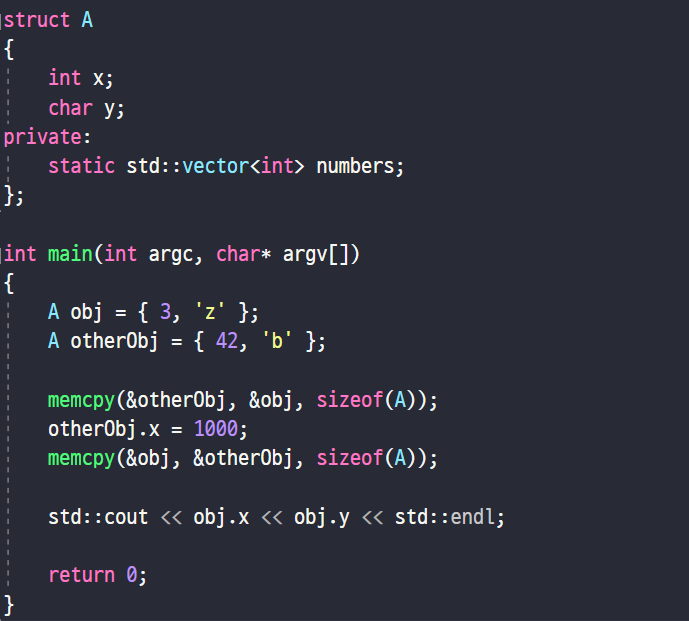 struct A
{
    int x;
    char y;
private:
    static std::vector<int> numbers;
};

int main(int argc, char* argv[])
{
    A obj = { 3, 'z' };
    A otherObj = { 42, 'b' };

    memcpy(&otherObj, &obj, sizeof(A));
    otherObj.x = 1000;
    memcpy(&obj, &otherObj, sizeof(A));

    std::cout << obj.x << obj.y << std::endl;

    return 0;
}